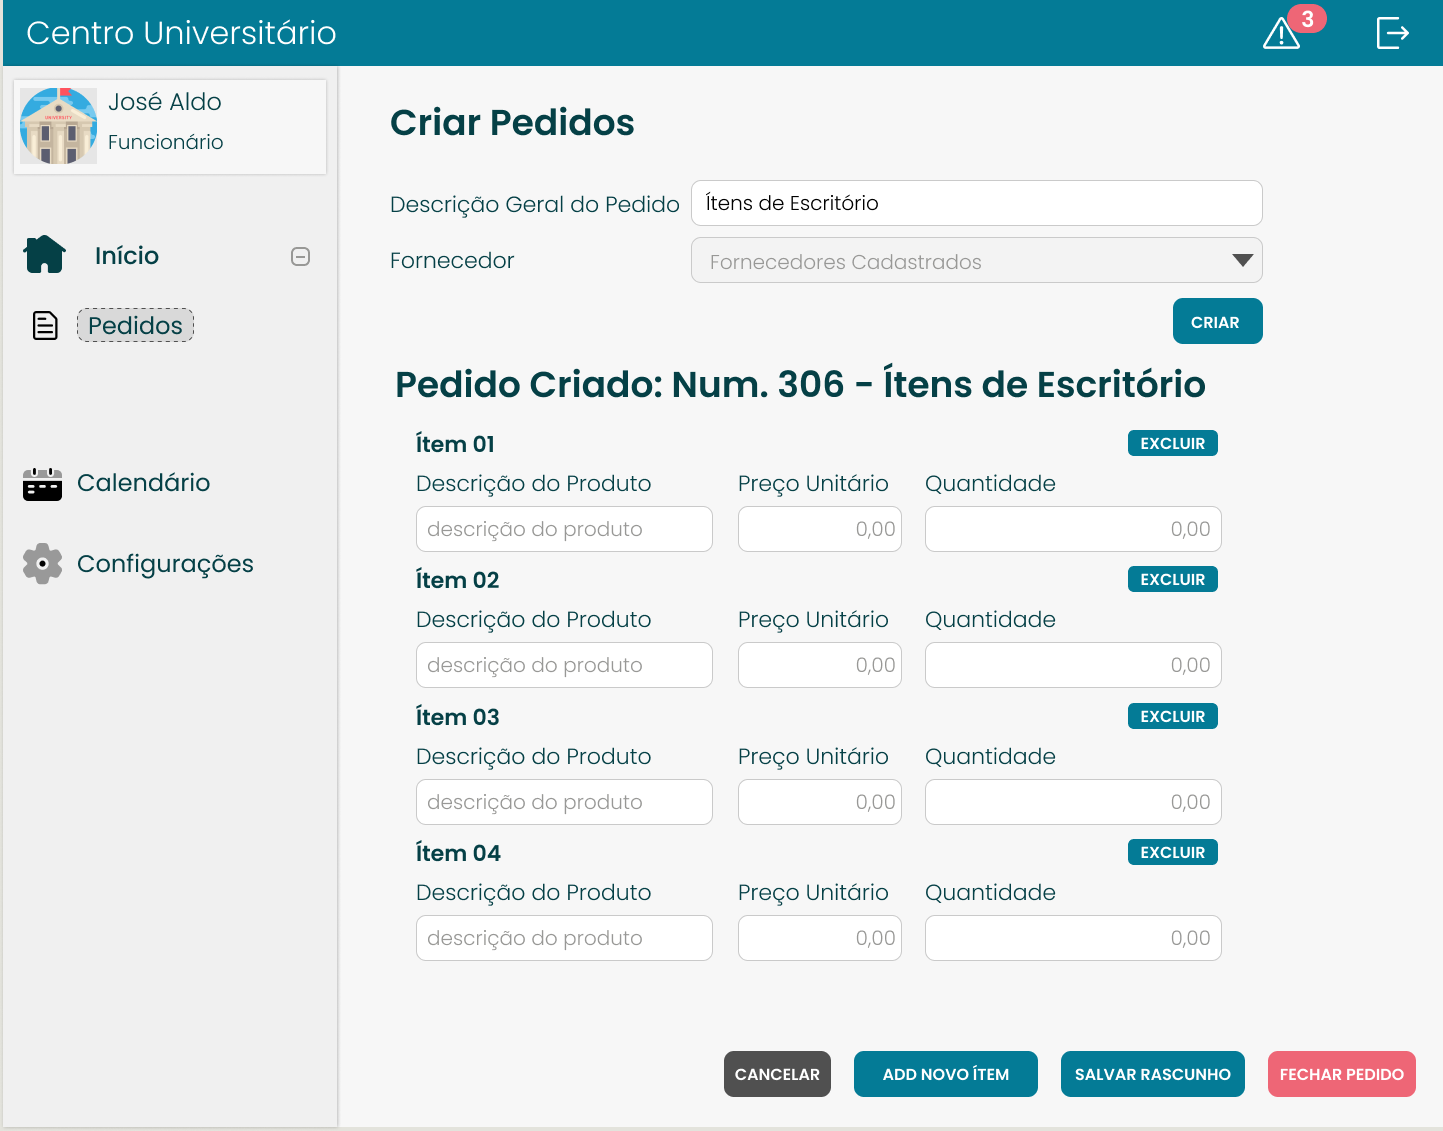 Centro Universitário
3
UNIVERSITY
José Aldo
Funcionário
Início
Pedidos
Calendário
Configurações
Criar Pedidos
Descrição Geral do Pedido
Ítens de Escritório
Fornecedor
Fornecedores Cadastrados
CRIAR
Pedido Criado: Num. 306 - Ítens de Escritório
Ítem 01
EXCLUIR
Descrição do Produto
Preço Unitário
Quantidade
descrição do produto
0,00
0,00
Ítem 02
EXCLUIR
Descrição do Produto
Preço Unitário
Quantidade
descrição do produto
0,00
0,00
Ítem 03
EXCLUIR
Descrição do Produto
Preço Unitário
Quantidade
descrição do produto
0,00
0,00
Ítem 04
EXCLUIR
Descrição do Produto
Preço Unitário
Quantidade
descrição do produto
0,00
0,00
CANCELAR
ADD NOVO ÍTEM
SALVAR RASCUNHO
FECHAR PEDIDO